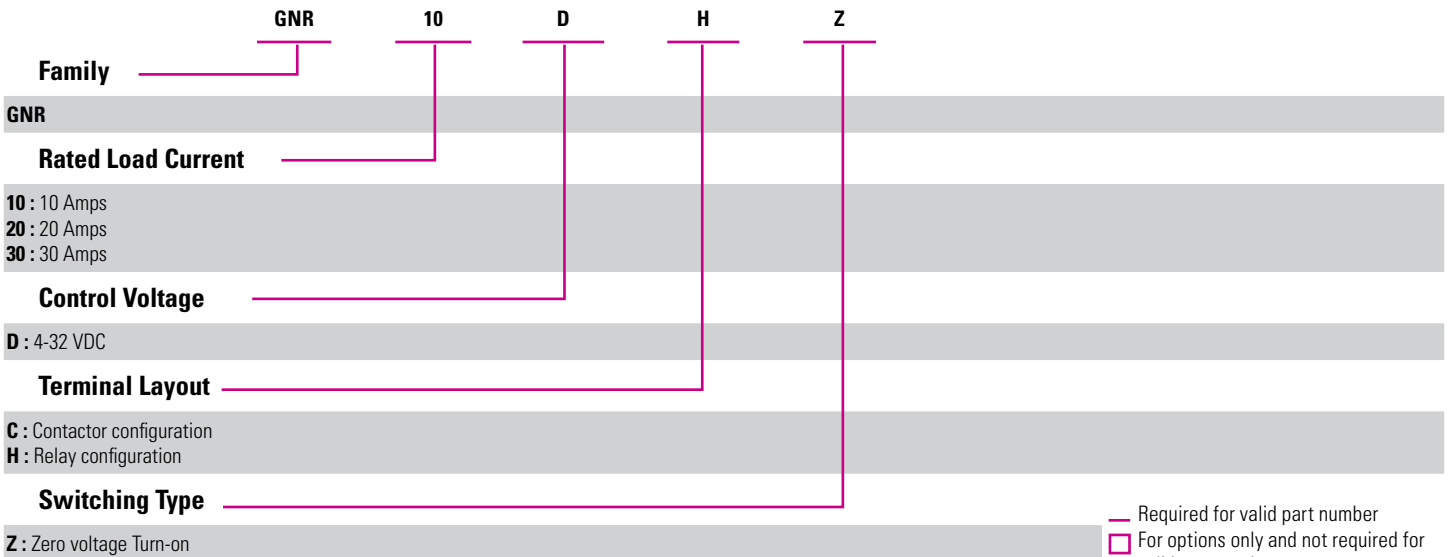 GNR 10 D H Z
Family
GNR
Rated Load Current
10 : 10 Amps
20 : 20 Amps
30 : 30 Amps
Control Voltage
D : 4-32 VDC
Terminal Layout
C : Contactor configuration
H : Relay configuration
Switching Type
Z : Zero voltage Turn-on
Required for valid part number
For options only and not required for